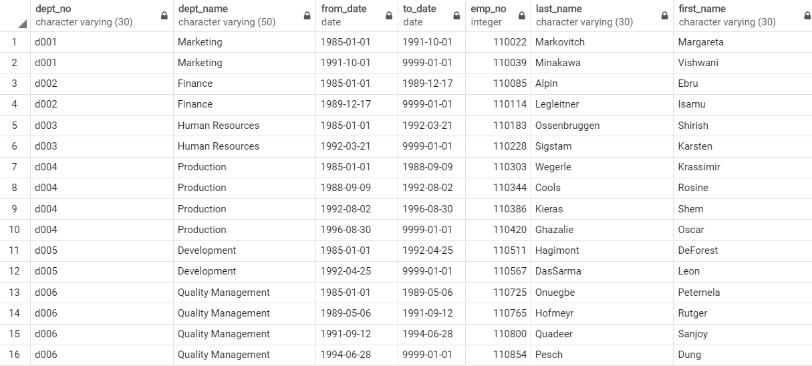 dept_no dept_name from_date to_date emp_no last_name first_name
character varying (30) character varying (50) date date integer character varying (30) character varying (30)
1 d001 Marketing 1985-01-01 1991-10-01 110022 Markovitch Margareta
2 d001 Marketing 1991-10-01 9999-01-01 110039 Minakawa Vishwani
3 d002 Finance 1985-01-01 1989-12-17 110085 Alpin Ebru
4 d002 Finance 1989-12-17 9999-01-01 110114 Legleitner Isamu
5 d003 Human Resources 1985-01-01 1992-03-21 110183 Ossenbruggen Shirish
6 d003 Human Resources 1992-03-21 9999-01-01 110228 Sigstam Karsten
7 d004 Production 1985-01-01 1988-09-09 110303 Wegerle Krassimir
8 d004 Production 1988-09-09 1992-08-02 110344 Cools Rosine
9 d004 Production 1992-08-02 1996-08-30 110386 Kieras Shem
10 d004 Production 1996-08-30 9999-01-01 110420 Ghazalie Oscar
11 d005 Development 1985-01-01 1992-04-25 110511 Hagimont DeForest
12 d005 Development 1992-04-25 9999-01-01 110567 DasSarma Leon
13 d006 Quality Management 1985-01-01 1989-05-06 110725 Onuegbe Peternela
14 d006 Quality Management 1989-05-06 1991-09-12 110765 Hofmeyr Rutger
15 d006 Quality Management 1991-09-12 1994-06-28 110800 Quadeer Sanjoy
16 d006 Quality Management 1994-06-28 9999-01-01 110854 Pesch Dung